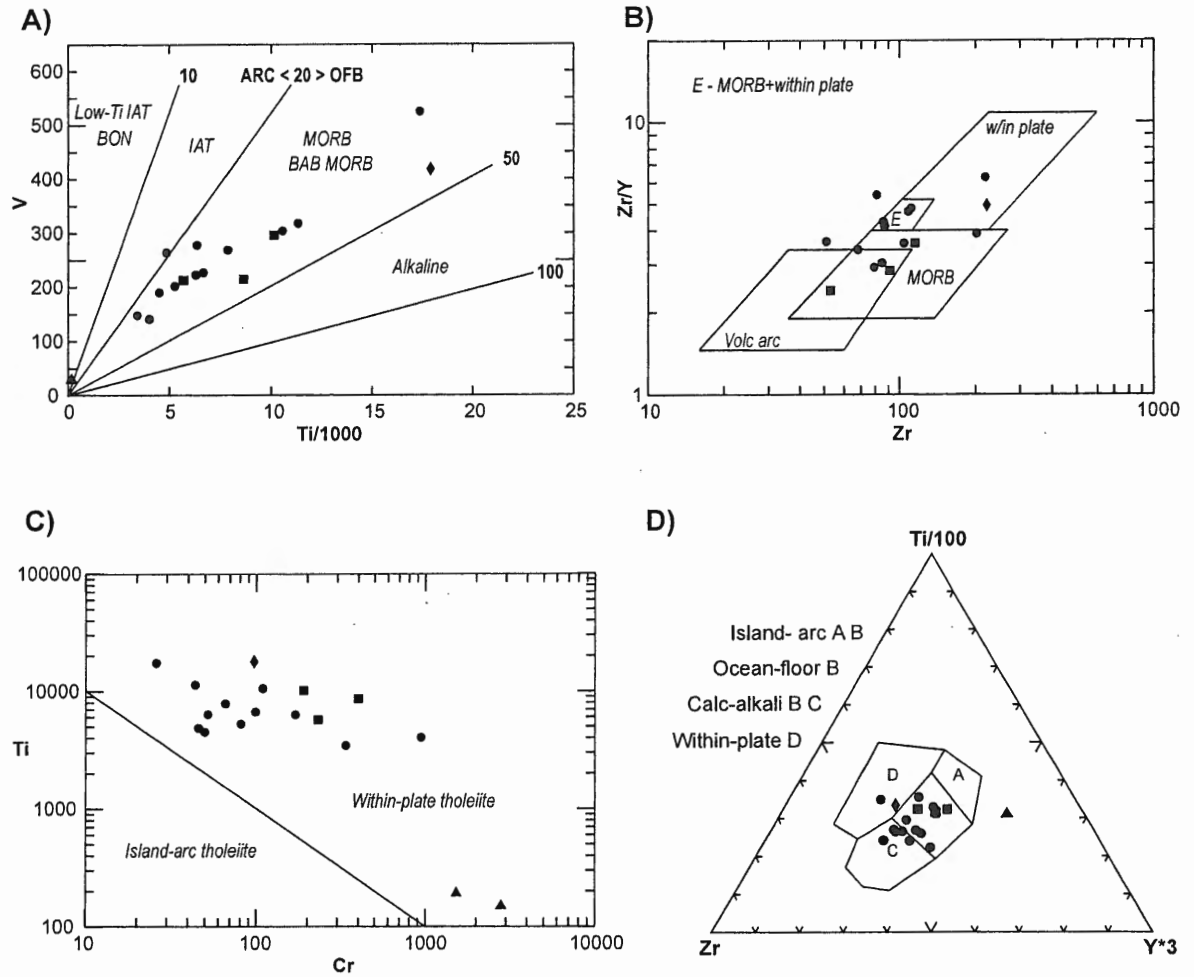 A)
600
500
400
300
200
100
0
V
0
5
10
15
20
25
Ti/1000
10
ARC < 20 > OFB
Low-Ti IAT
BON
IAT
MORB
BAB MORB
50
Alkaline
100
B)
E - MORB+within plate
w/in plate
10
Zr/Y
E
MORB
Volc arc
1
10
100
1000
Zr
C)
100000
10000
Ti
1000
100
Within-plate tholeiite
Island-arc tholeiite
10
100
1000
10000
Cr
D)
Ti/100
Island- arc A B
Ocean-floor B
Calc-alkali B C
Within-plate D
D
A
C
Zr
Y*3